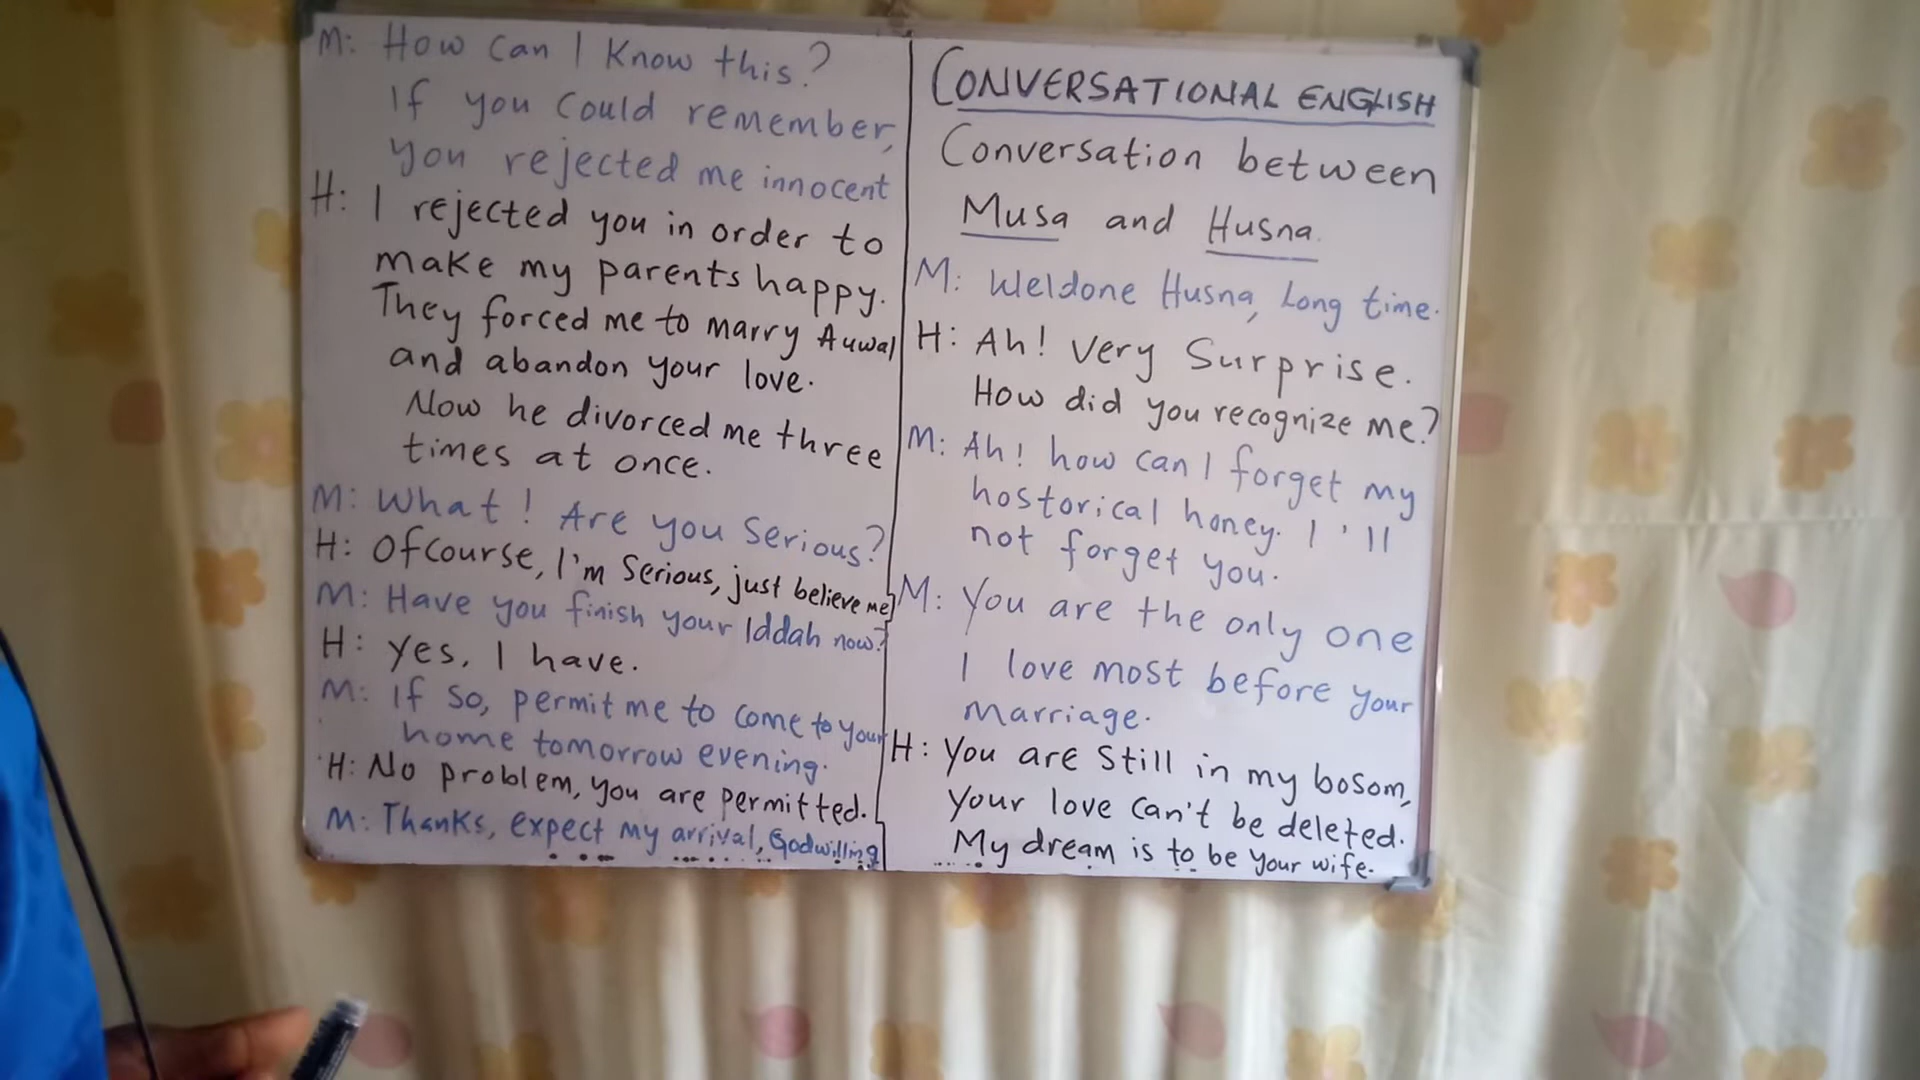 CONVERSATIONAL ENGLISH
Conversation between
Musa and Husna.
M: Weldone Husna, Long time.
H: Ah! Very Surprise.
How did you recognize me?
M: Ah! how can I forget my
hostorical honey. I'll
not forget you.
M: You are the only one
I love most before your
marriage.
H: You are still in my bosom,
Your love can't be deleted.
My dream is to be your wife.
M: How can I know this?
If you could remember,
you rejected me innocent
H: I rejected you in order to
make my parents happy.
They forced me to marry Auwal
and abandon your love.
Now he divorced me three
times at once.
M: What! Are you Serious?
H: Ofcourse, I'm Serious, just believe me
M: Have you finish your Iddah now?
H: Yes, I have.
M: If so, permit me to come to your
home tomorrow evening.
H: No problem, you are permitted.
M: Thanks, expect my arrival, Godwilling